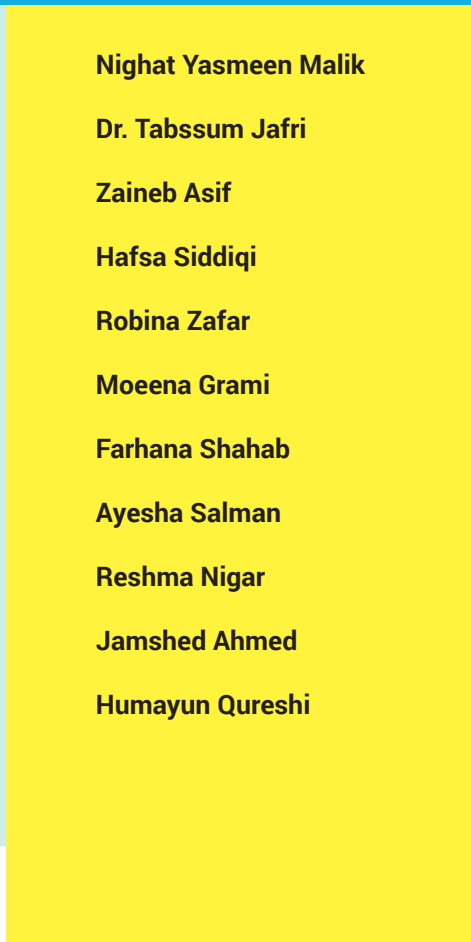 Nighat Yasmeen Malik
Dr. Tabssum Jafri
Zaineb Asif
Hafsa Siddiqi
Robina Zafar
Moeena Grami
Farhana Shahab
Ayesha Salman
Reshma Nigar
Jamshed Ahmed
Humayun Qureshi